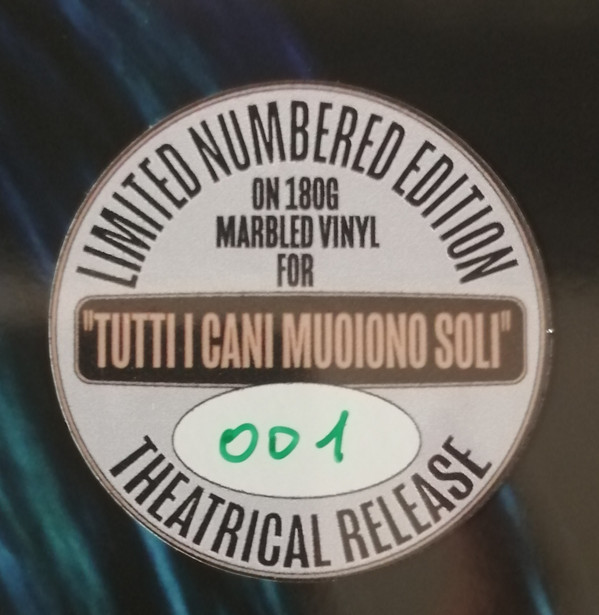 LIMITED NUMBERED EDITION
ON 180G
MARBLED VINYL
FOR
"TUTTI I CANI MUOIONO SOLI"
001
THEATRICAL RELEASE